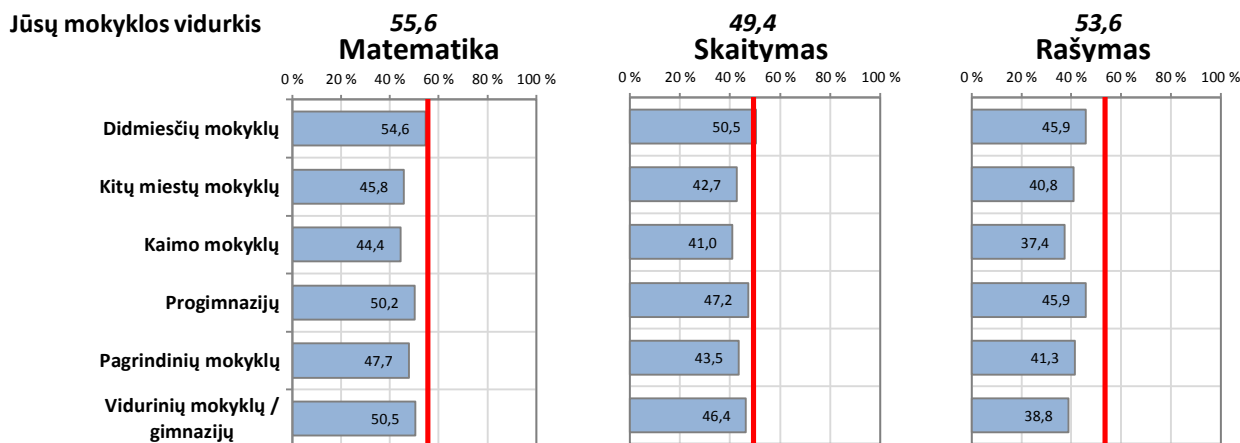 Jūsų mokyklos vidurkis 55,6 49,4 53,6
Matematika Skaitymas Rašymas
0 % 20 % 40 % 60 % 80 % 100 % 0 % 20 % 40 % 60 % 80 % 100 % 0 % 20 % 40 % 60 % 80 % 100 %
Didmiesčių mokyklų 54,6 50,5 45,9
Kitų miestų mokyklų 45,8 42,7 40,8
Kaimo mokyklų 44,4 41,0 37,4
Progimnazijų 50,2 47,2 45,9
Pagrindinių mokyklų 47,7 43,5 41,3
Vidurinių mokyklų /
gimnazijų 50,5 46,4 38,8